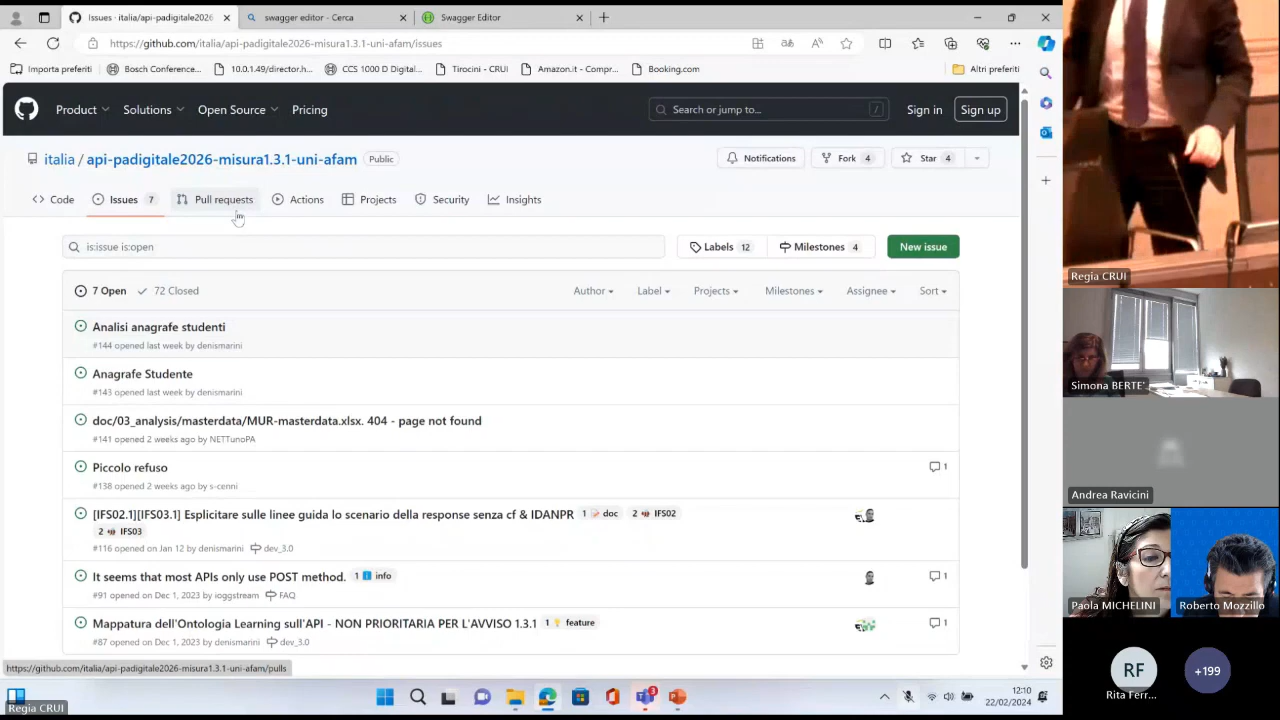 Issues · italia/api-padigitale2026
swagger editor - Cerca
Swagger Editor
https://github.com/italia/api-padigitale2026-misura1.3.1-uni-afam/issues
Importa preferiti
Bosch Conference...
10.0.1.49/director.h...
CCS 1000 D Digital...
Tirocini - CRUI
Amazon.it - Compr...
Booking.com
Altri preferiti
Product
Solutions
Open Source
Pricing
Search or jump to...
/
Sign in
Sign up
italia / api-padigitale2026-misura1.3.1-uni-afam
Public
Notifications
Fork 4
Star 4
Code
Issues 7
Pull requests
Actions
Projects
Security
Insights
is:issue is:open
Labels 12
Milestones 4
New issue
7 Open
72 Closed
Author
Label
Projects
Milestones
Assignee
Sort
Analisi anagrafe studenti
#144 opened last week by denismarini
Anagrafe Studente
#143 opened last week by denismarini
doc/03_analysis/masterdata/MUR-masterdata.xlsx. 404 - page not found
#141 opened 2 weeks ago by NETTunoPA
Piccolo refuso
1
#138 opened 2 weeks ago by s-cenni
[IFS02.1][IFS03.1] Esplicitare sulle linee guida lo scenario della response senza cf & IDANPR 1 doc 2 IFS02
2 IFS03
#116 opened on Jan 12 by denismarini dev_3.0
It seems that most APIs only use POST method. 1 info
1
#91 opened on Dec 1, 2023 by ioggstream FAQ
Mappatura dell'Ontologia Learning sull'API - NON PRIORITARIA PER L'AVVISO 1.3.1 1 feature
1
#87 opened on Dec 1, 2023 by denismarini dev_3.0
https://github.com/italia/api-padigitale2026-misura1.3.1-uni-afam/pulls
12:10
22/02/2024
Regia CRUI
Regia CRUI
Simona BERTE'
Andrea Ravicini
Paola MICHELINI
Roberto Mozzillo
RF
Rita Ferr...
+199